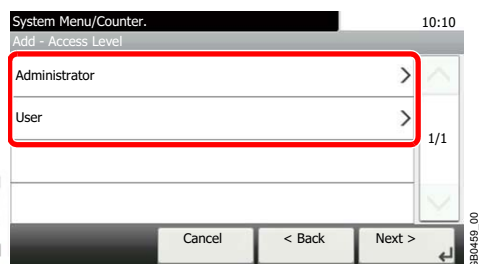 System Menu/Counter.
10:10
Add - Access Level
Administrator
User
1/1
Cancel
< Back
Next >
GB0459_00